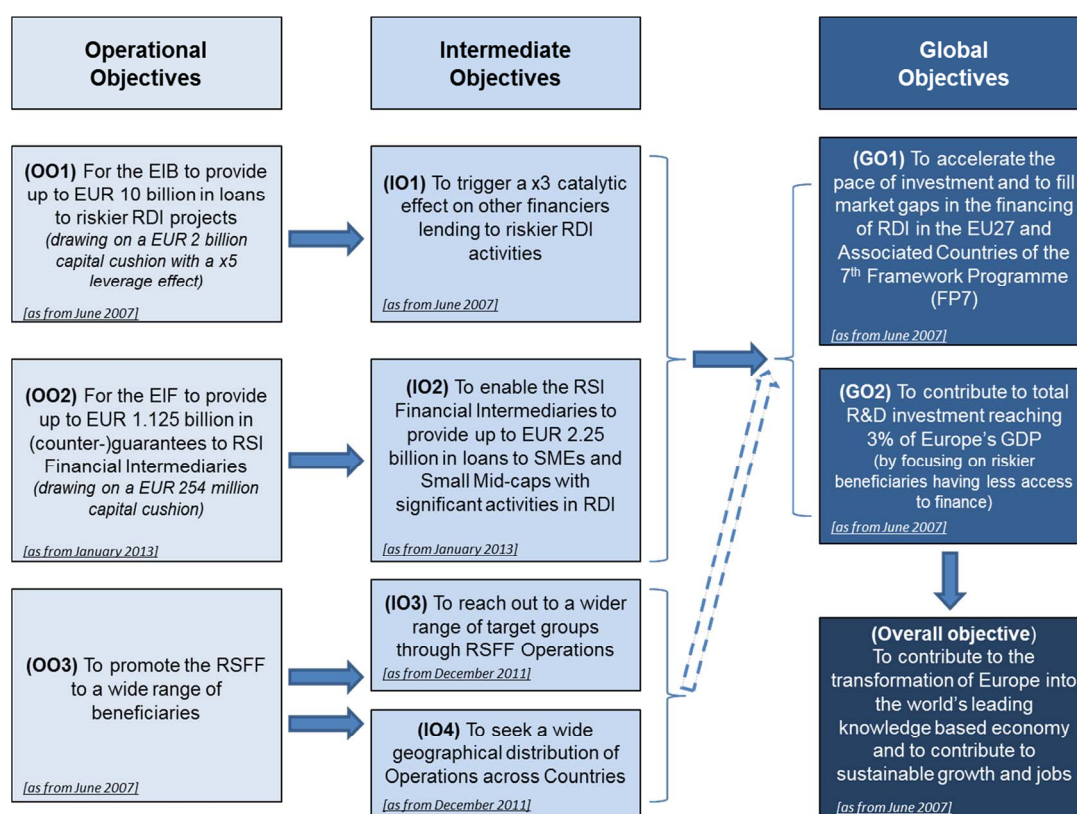 Operational
Objectives
Intermediate
Objectives
Global
Objectives
(OO1) For the EIB to provide
up to EUR 10 billion in loans
to riskier RDI projects
(drawing on a EUR 2 billion
capital cushion with a x5
leverage effect)
[as from June 2007]
(IO1) To trigger a x3 catalytic
effect on other financiers
lending to riskier RDI
activities
[as from June 2007]
(GO1) To accelerate the
pace of investment and to fill
market gaps in the financing
of RDI in the EU27 and
Associated Countries of the
7th Framework Programme
(FP7)
[as from June 2007]
(OO2) For the EIF to provide
up to EUR 1.125 billion in
(counter-)guarantees to RSI
Financial Intermediaries
(drawing on a EUR 254 million
capital cushion)
[as from January 2013]
(IO2) To enable the RSI
Financial Intermediaries to
provide up to EUR 2.25
billion in loans to SMEs and
Small Mid-caps with
significant activities in RDI
[as from January 2013]
(GO2) To contribute to total
R&D investment reaching
3% of Europe's GDP
(by focusing on riskier
beneficiaries having less access
to finance)
[as from June 2007]
(OO3) To promote the RSFF
to a wide range of
beneficiaries
[as from June 2007]
(IO3) To reach out to a wider
range of target groups
through RSFF Operations
[as from December 2011]
(IO4) To seek a wide
geographical distribution of
Operations across Countries
[as from December 2011]
(Overall objective)
To contribute to the
transformation of Europe into
the world's leading
knowledge based economy
and to contribute to
sustainable growth and jobs
[as from June 2007]